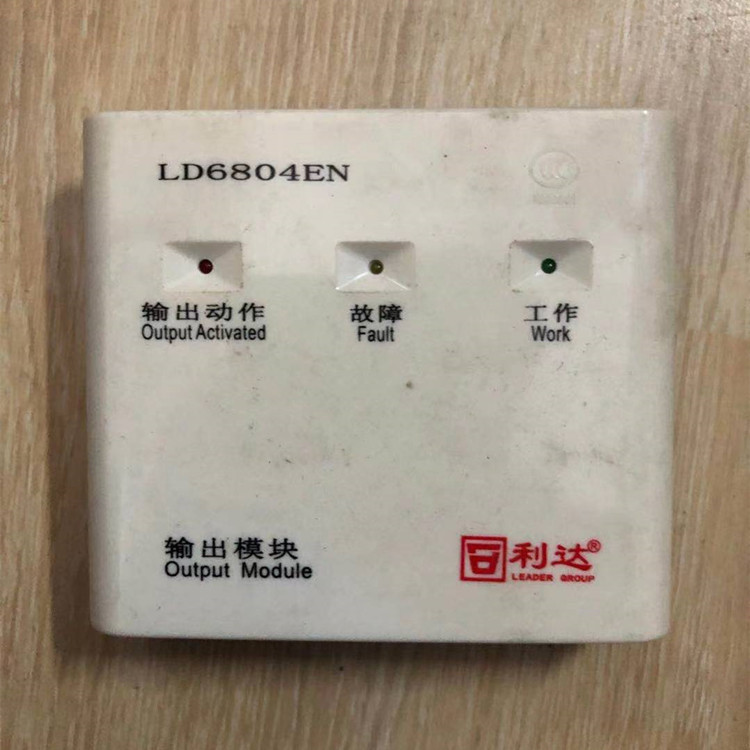 LD6804EN
输出动作
Output Activated
故障
Fault
工作
Work
输出模块
Output Module
利达®
LEADER GROUP